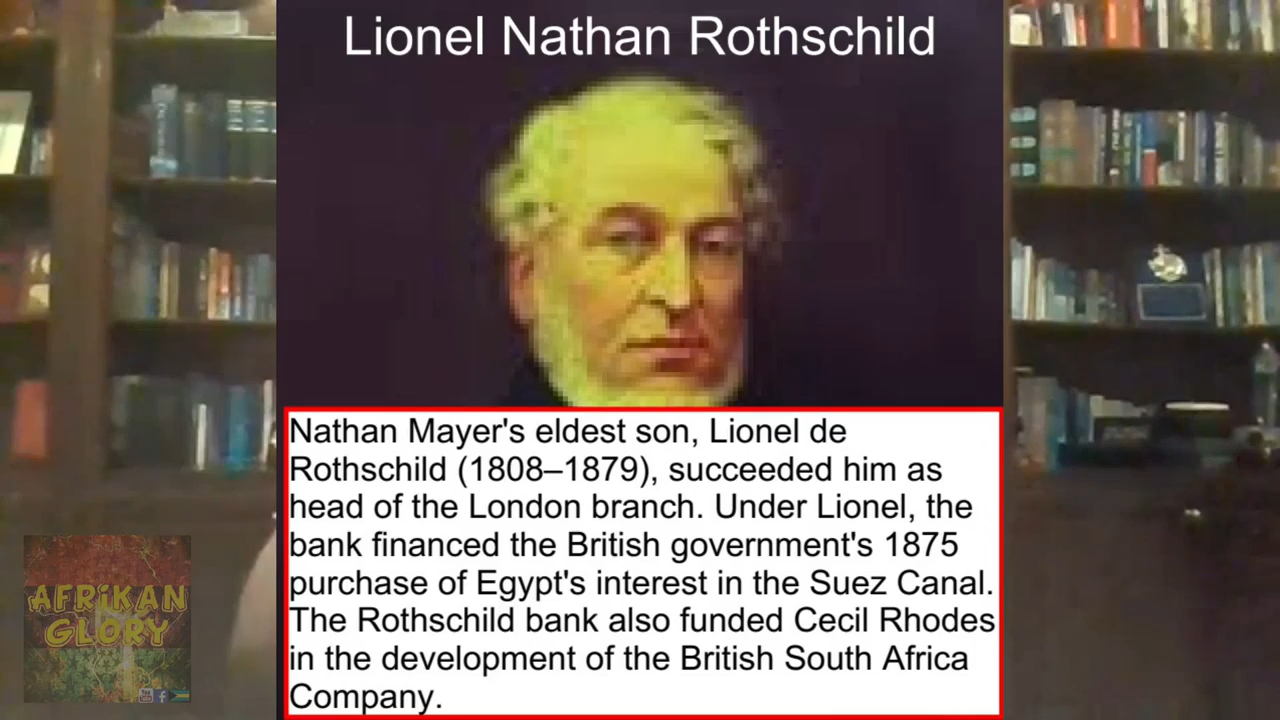 Lionel Nathan Rothschild
Nathan Mayer's eldest son, Lionel de
Rothschild (1808–1879), succeeded him as
head of the London branch. Under Lionel, the
bank financed the British government's 1875
purchase of Egypt's interest in the Suez Canal.
The Rothschild bank also funded Cecil Rhodes
in the development of the British South Africa
Company.
AFRiKAN
GLORY